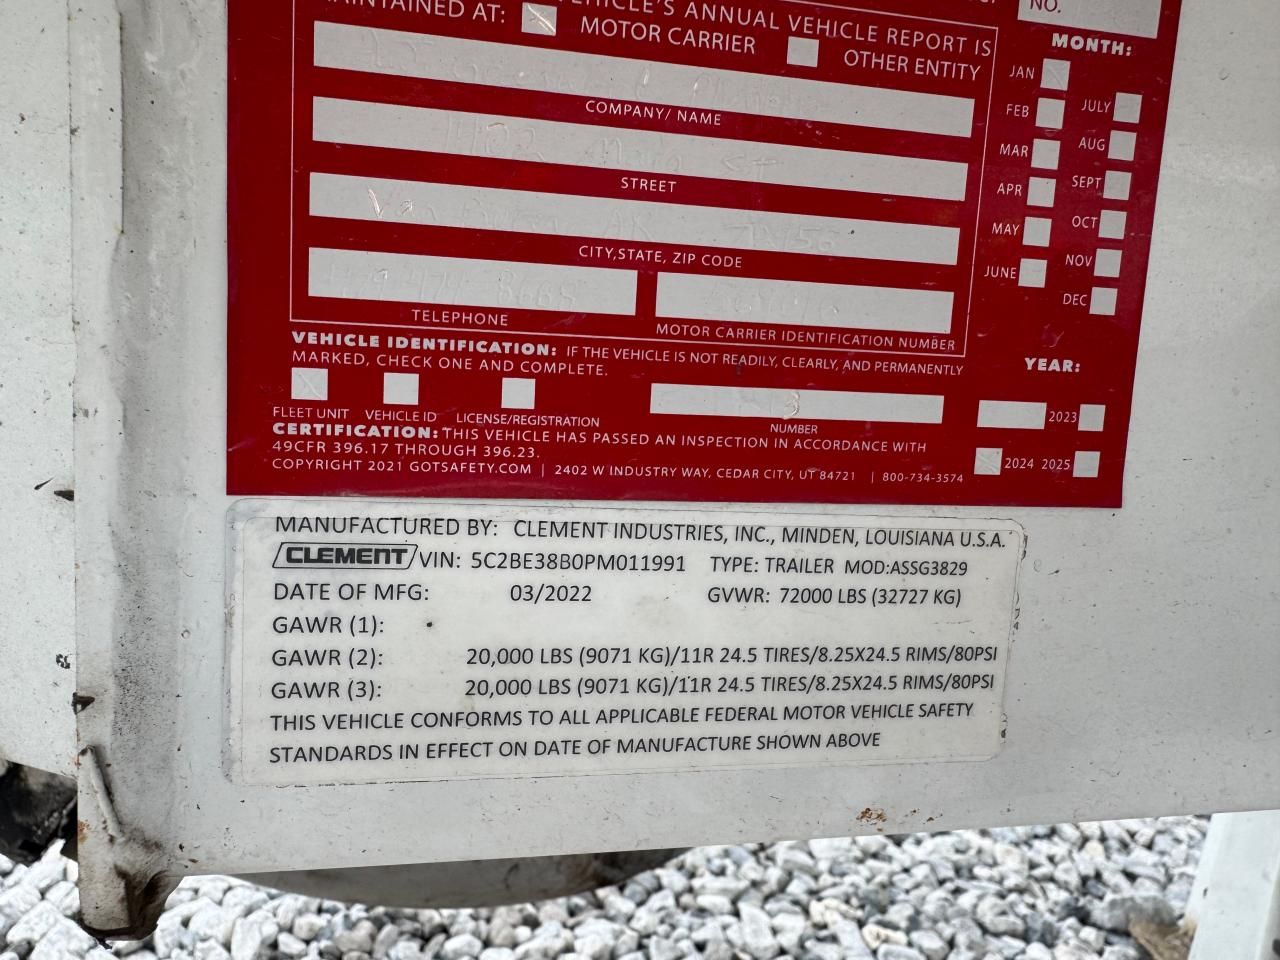 VEHICLE'S ANNUAL VEHICLE REPORT IS
MAINTAINED AT: MOTOR CARRIER OTHER ENTITY
COMPANY/ NAME
1402 Main St
STREET
Van Buren AR
CITY,STATE, ZIP CODE
TELEPHONE
MOTOR CARRIER IDENTIFICATION NUMBER
VEHICLE IDENTIFICATION: IF THE VEHICLE IS NOT READILY, CLEARLY, AND PERMANENTLY
MARKED, CHECK ONE AND COMPLETE.
FLEET UNIT VEHICLE ID LICENSE/REGISTRATION
NUMBER
CERTIFICATION: THIS VEHICLE HAS PASSED AN INSPECTION IN ACCORDANCE WITH
49CFR 396.17 THROUGH 396.23.
COPYRIGHT 2021 GOTSAFETY.COM | 2402 W INDUSTRY WAY, CEDAR CITY, UT 84721 | 800-734-3574
NO.
MONTH:
JAN
FEB JULY
MAR AUG
APR SEPT
MAY OCT
JUNE NOV
DEC
YEAR:
2023
2024 2025
MANUFACTURED BY: CLEMENT INDUSTRIES, INC., MINDEN, LOUISIANA U.S.A.
CLEMENT VIN: 5C2BE38B0PM011991 TYPE: TRAILER MOD:ASSG3829
DATE OF MFG: 03/2022 GVWR: 72000 LBS (32727 KG)
GAWR (1):
GAWR (2): 20,000 LBS (9071 KG)/11R 24.5 TIRES/8.25X24.5 RIMS/80PSI
GAWR (3): 20,000 LBS (9071 KG)/11R 24.5 TIRES/8.25X24.5 RIMS/80PSI
THIS VEHICLE CONFORMS TO ALL APPLICABLE FEDERAL MOTOR VEHICLE SAFETY
STANDARDS IN EFFECT ON DATE OF MANUFACTURE SHOWN ABOVE